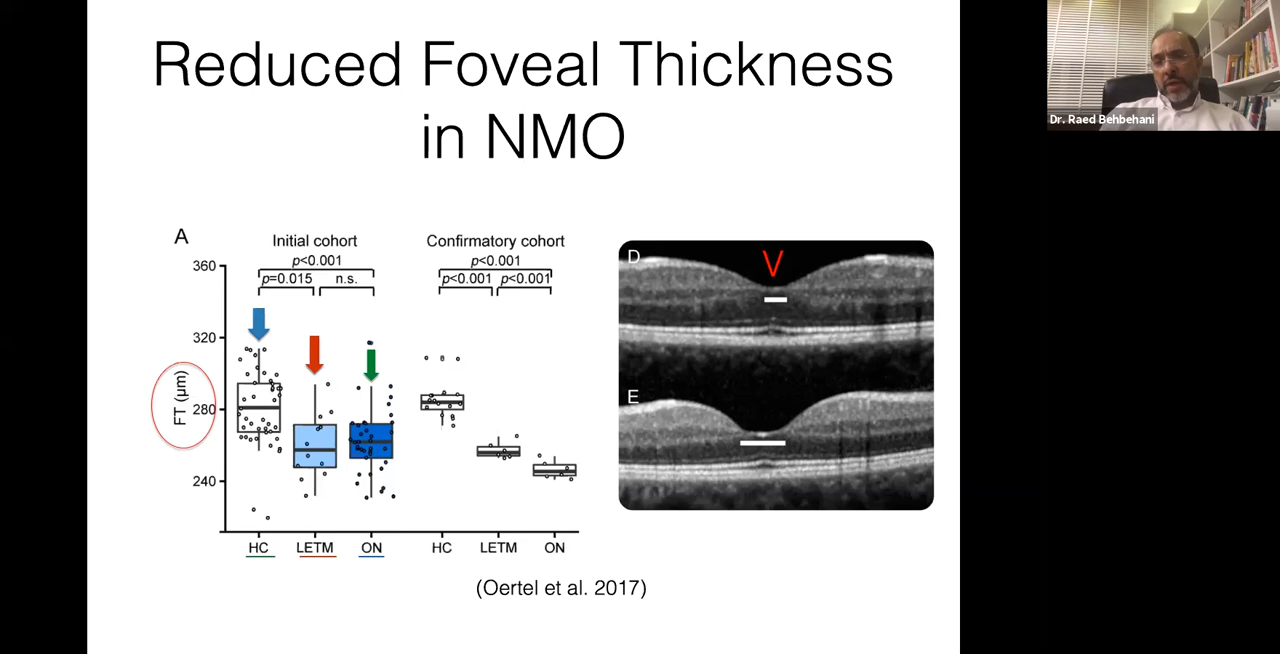 Reduced Foveal Thickness
in NMO
Dr. Raed Behbehani
A
Initial cohort
p<0.001
p=0.015 n.s.
Confirmatory cohort
p<0.001
p<0.001 p<0.001
360
320
280
240
FT (µm)
HC LETM ON HC LETM ON
D
V
E
(Oertel et al. 2017)